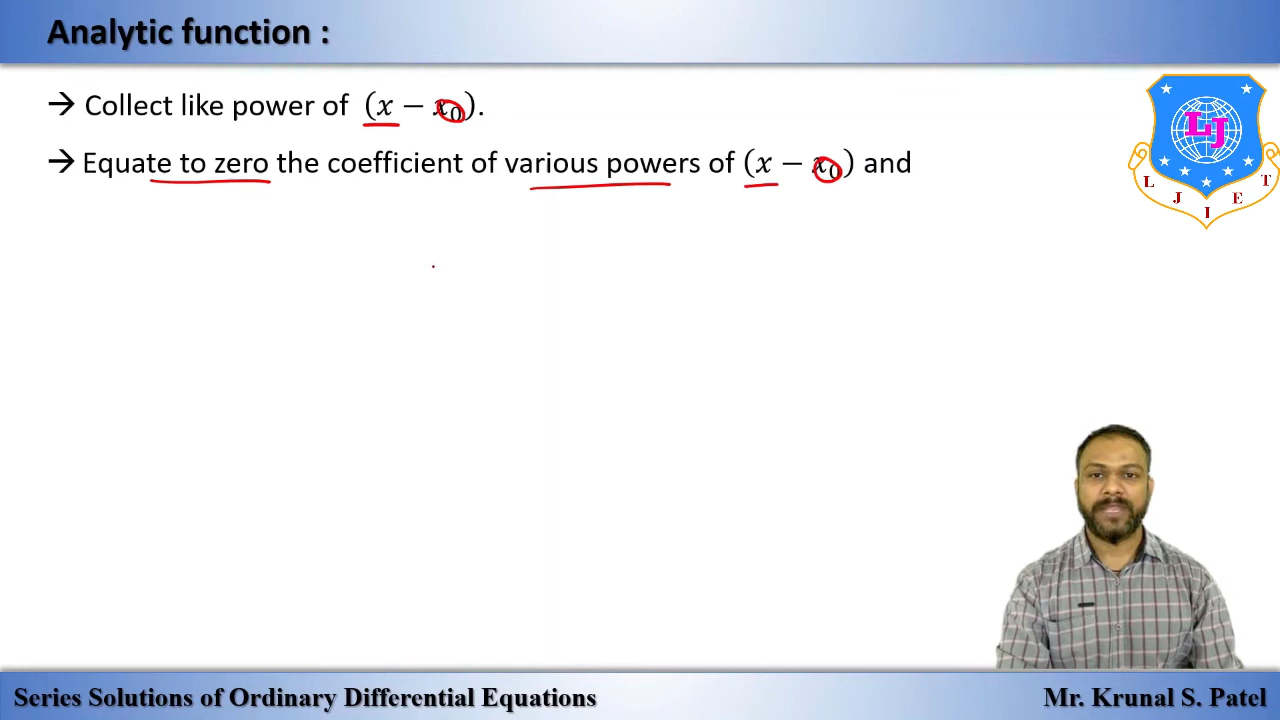 Analytic function :
→ Collect like power of (x − x₀).
→ Equate to zero the coefficient of various powers of (x − x₀) and
LJ
L J I E T
Series Solutions of Ordinary Differential Equations
Mr. Krunal S. Patel